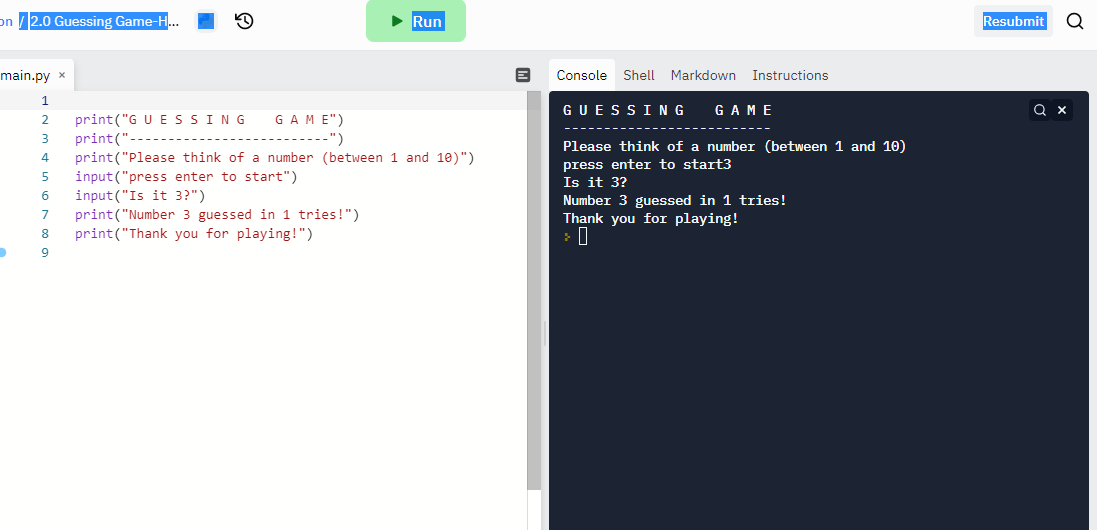 on / 2.0 Guessing Game-H...
Run
Resubmit
main.py ×
Console Shell Markdown Instructions
1
2 print("G U E S S I N G   G A M E")
3 print("--------------------------")
4 print("Please think of a number (between 1 and 10)")
5 input("press enter to start")
6 input("Is it 3?")
7 print("Number 3 guessed in 1 tries!")
8 print("Thank you for playing!")
9
G U E S S I N G   G A M E
--------------------------
Please think of a number (between 1 and 10)
press enter to start3
Is it 3?
Number 3 guessed in 1 tries!
Thank you for playing!